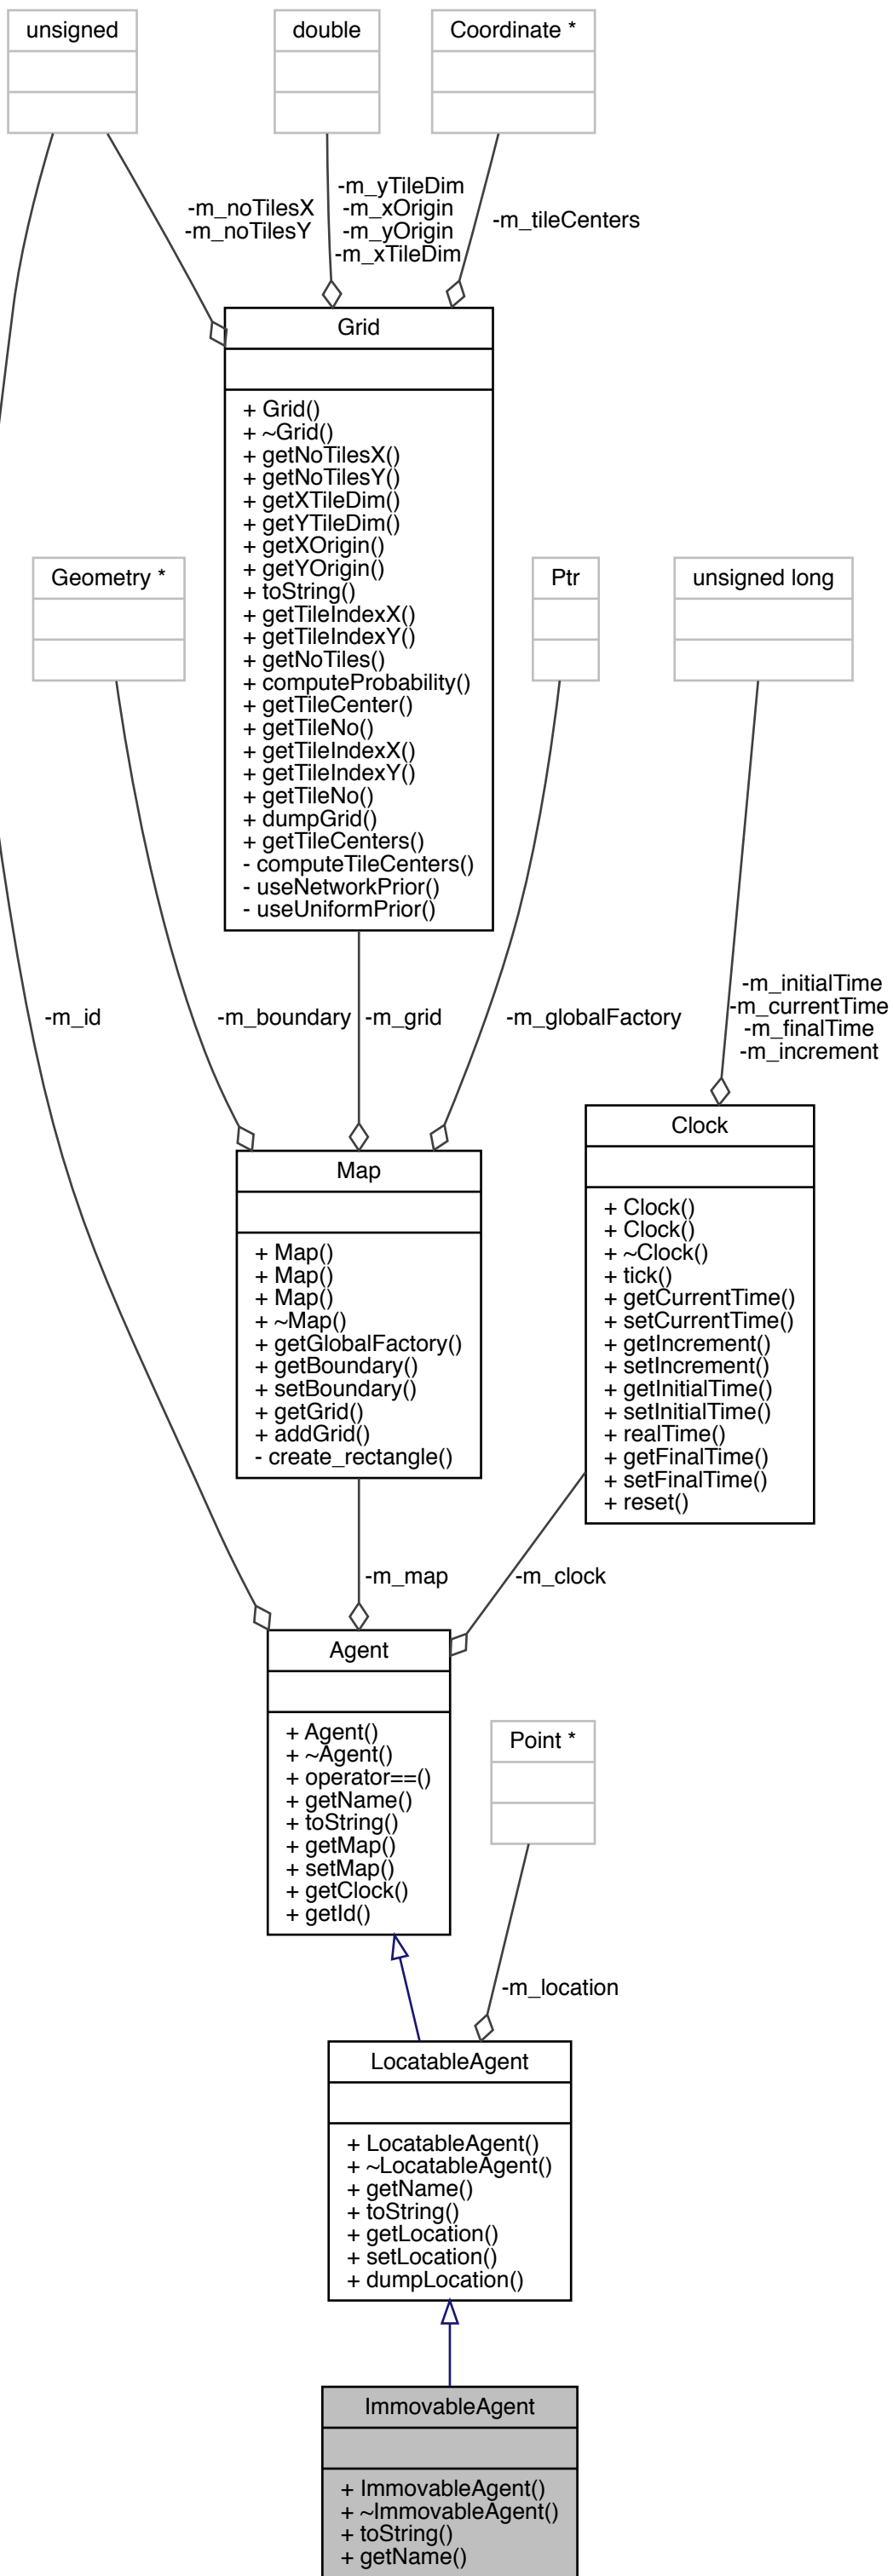 unsigned
double
Coordinate *
-m_noTilesX
-m_noTilesY
-m_yTileDim
-m_xOrigin
-m_yOrigin
-m_xTileDim
-m_tileCenters
Grid
+ Grid()
+ ~Grid()
+ getNoTilesX()
+ getNoTilesY()
+ getXTileDim()
+ getYTileDim()
+ getXOrigin()
+ getYOrigin()
+ toString()
+ getTileIndexX()
+ getTileIndexY()
+ getNoTiles()
+ computeProbability()
+ getTileCenter()
+ getTileNo()
+ getTileIndexX()
+ getTileIndexY()
+ getTileNo()
+ dumpGrid()
+ getTileCenters()
- computeTileCenters()
- useNetworkPrior()
- useUniformPrior()
Geometry *
Ptr
unsigned long
-m_id
-m_boundary
-m_grid
-m_globalFactory
-m_initialTime
-m_currentTime
-m_finalTime
-m_increment
Map
+ Map()
+ Map()
+ Map()
+ ~Map()
+ getGlobalFactory()
+ getBoundary()
+ setBoundary()
+ getGrid()
+ addGrid()
- create_rectangle()
Clock
+ Clock()
+ Clock()
+ ~Clock()
+ tick()
+ getCurrentTime()
+ setCurrentTime()
+ getIncrement()
+ setIncrement()
+ getInitialTime()
+ setInitialTime()
+ realTime()
+ getFinalTime()
+ setFinalTime()
+ reset()
-m_map
-m_clock
Agent
+ Agent()
+ ~Agent()
+ operator==()
+ getName()
+ toString()
+ getMap()
+ setMap()
+ getClock()
+ getId()
Point *
-m_location
LocatableAgent
+ LocatableAgent()
+ ~LocatableAgent()
+ getName()
+ toString()
+ getLocation()
+ setLocation()
+ dumpLocation()
ImmovableAgent
+ ImmovableAgent()
+ ~ImmovableAgent()
+ toString()
+ getName()